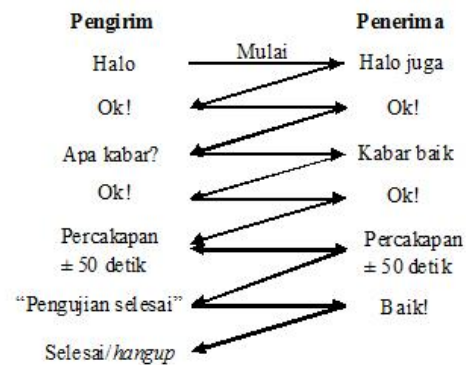 Pengirim Penerima
Mulai
Halo Halo juga
Ok! Ok!
Apa kabar? Kabar baik
Ok! Ok!
Percakapan Percakapan
± 50 detik ± 50 detik
“Pengujian selesai” Baik!
Selesai/hangup